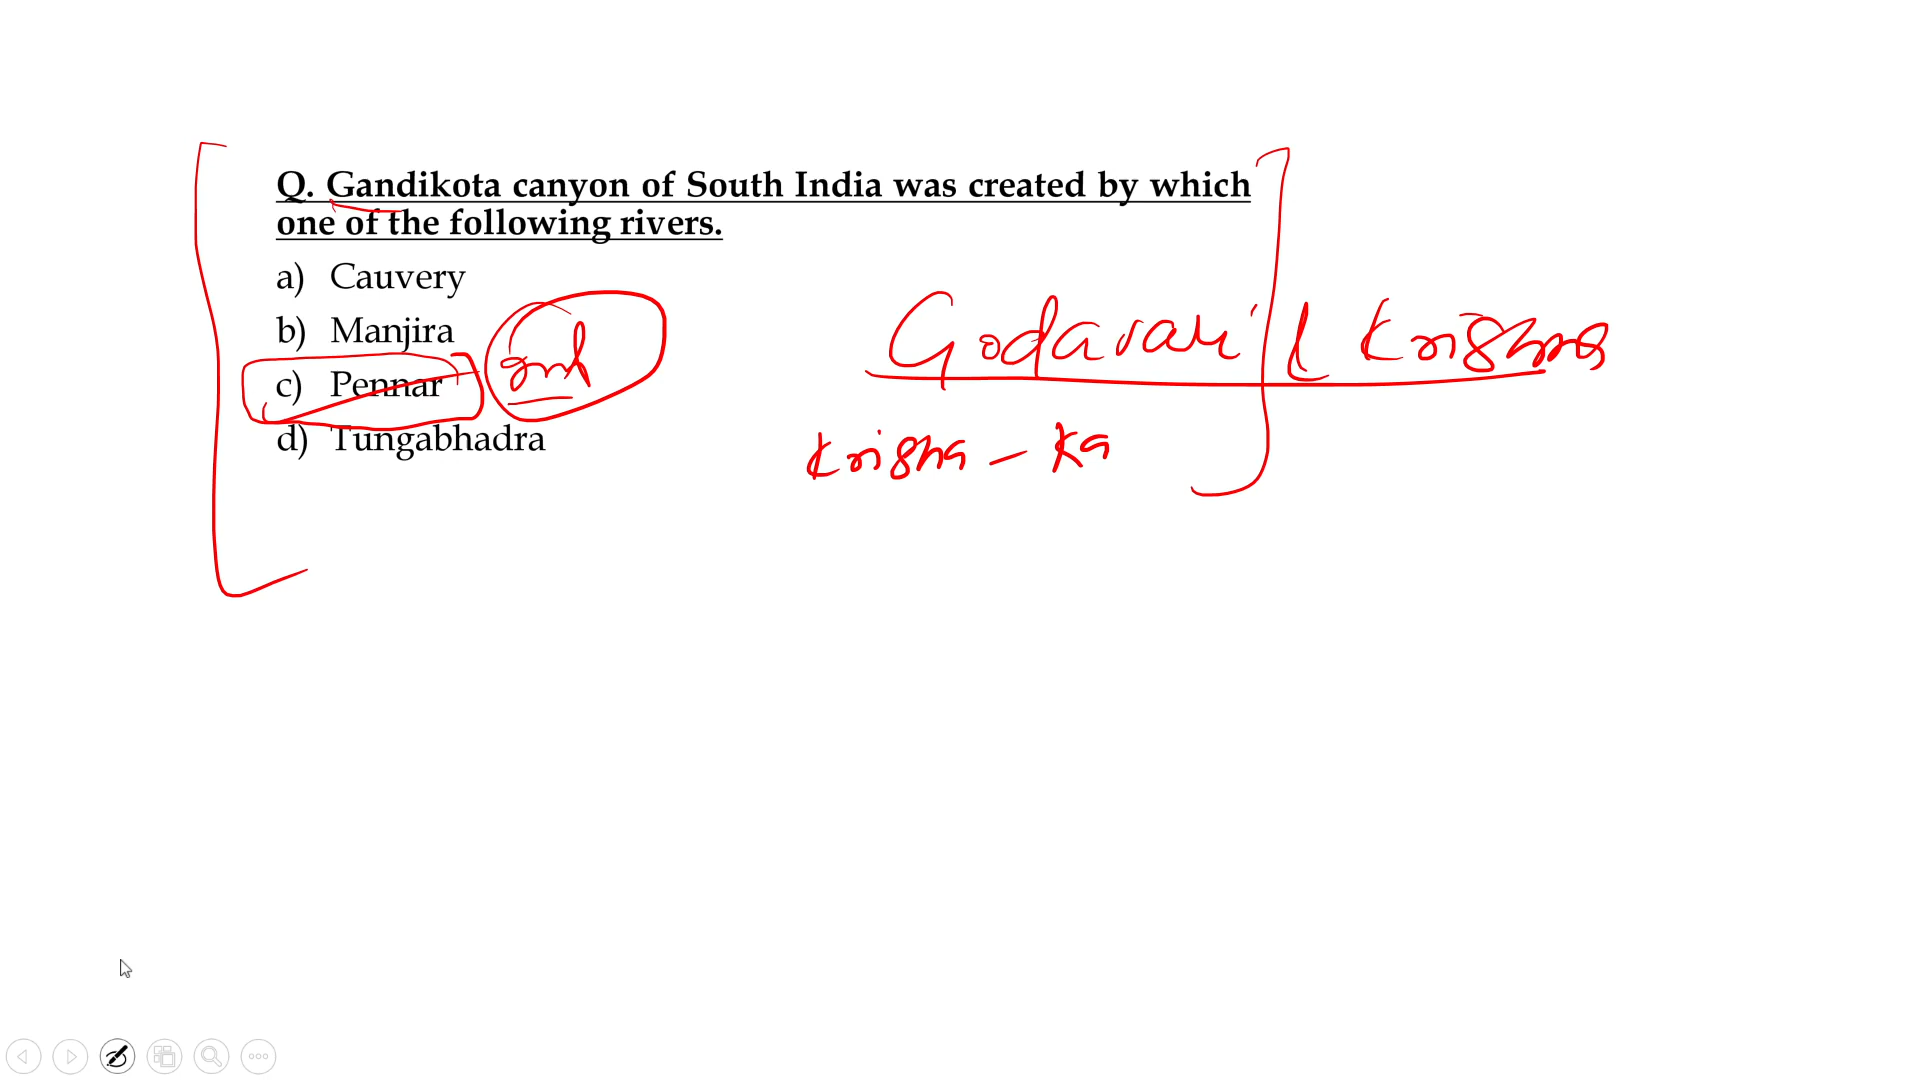 Q. Gandikota canyon of South India was created by which
one of the following rivers.
a) Cauvery
b) Manjira
c) Pennar
d) Tungabhadra
Godavari / Krishna
Krishna - Ka